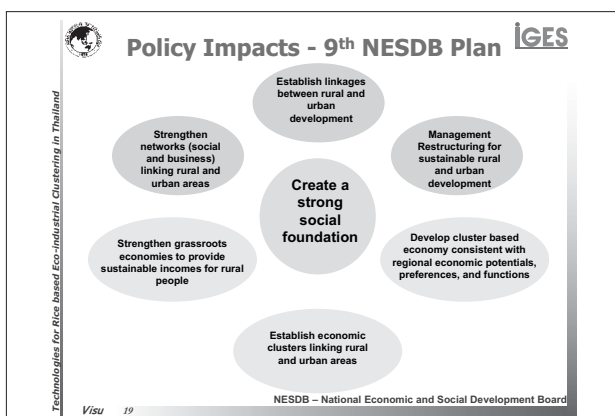 Policy Impacts - 9th NESDB Plan
IGES
Technologies for Rice based Eco-industrial Clustering in Thailand
Establish linkages
between rural and
urban
development
Strengthen
networks (social
and business)
linking rural and
urban areas
Management
Restructuring for
sustainable rural
and urban
development
Create a
strong
social
foundation
Strengthen grassroots
economies to provide
sustainable incomes for rural
people
Develop cluster based
economy consistent with
regional economic potentials,
preferences, and functions
Establish economic
clusters linking rural
and urban areas
NESDB – National Economic and Social Development Board
Visu 19